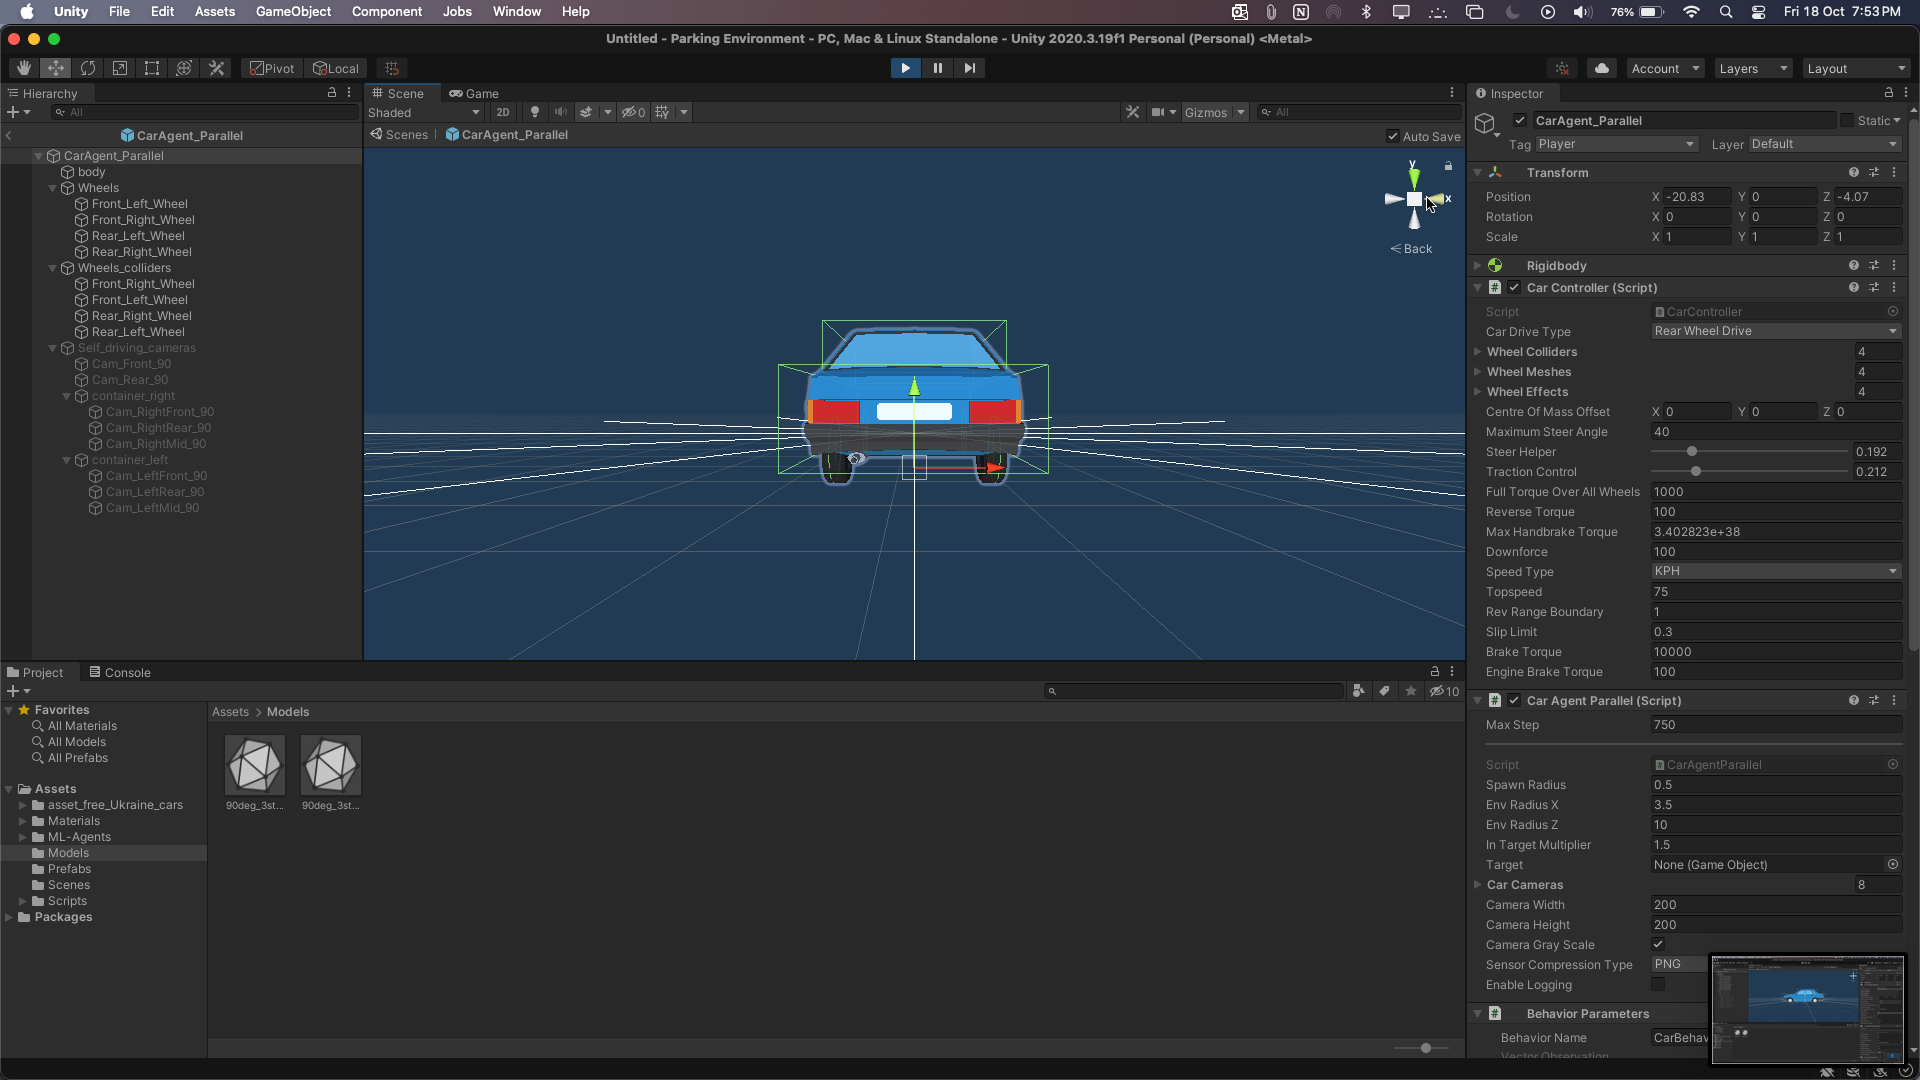 Unity File Edit Assets GameObject Component Jobs Window Help 76% Fri 18 Oct 7:53 PM
Untitled - Parking Environment - PC, Mac & Linux Standalone - Unity 2020.3.19f1 Personal (Personal) <Metal>
Pivot Local Account Layers Layout
Hierarchy
All
CarAgent_Parallel
CarAgent_Parallel
body
Wheels
Front_Left_Wheel
Front_Right_Wheel
Rear_Left_Wheel
Rear_Right_Wheel
Wheels_colliders
Front_Right_Wheel
Front_Left_Wheel
Rear_Right_Wheel
Rear_Left_Wheel
Self_driving_cameras
Cam_Front_90
Cam_Rear_90
container_right
Cam_RightFront_90
Cam_RightRear_90
Cam_RightMid_90
container_left
Cam_LeftFront_90
Cam_LeftRear_90
Cam_LeftMid_90
Scene Game
Shaded 2D 0 Gizmos All
Scenes CarAgent_Parallel Auto Save
y
x
< Back
Inspector
CarAgent_Parallel Static
Tag Player Layer Default
Transform
Position X -20.83 Y 0 Z -4.07
Rotation X 0 Y 0 Z 0
Scale X 1 Y 1 Z 1
Rigidbody
# Car Controller (Script)
Script # CarController
Car Drive Type Rear Wheel Drive
Wheel Colliders 4
Wheel Meshes 4
Wheel Effects 4
Centre Of Mass Offset X 0 Y 0 Z 0
Maximum Steer Angle 40
Steer Helper 0.192
Traction Control 0.212
Full Torque Over All Wheels 1000
Reverse Torque 100
Max Handbrake Torque 3.402823e+38
Downforce 100
Speed Type KPH
Topspeed 75
Rev Range Boundary 1
Slip Limit 0.3
Brake Torque 10000
Engine Brake Torque 100
# Car Agent Parallel (Script)
Max Step 750
Script # CarAgentParallel
Spawn Radius 0.5
Env Radius X 3.5
Env Radius Z 10
In Target Multiplier 1.5
Target None (Game Object)
Car Cameras 8
Camera Width 200
Camera Height 200
Camera Gray Scale
Sensor Compression Type PNG
Enable Logging
# Behavior Parameters
Behavior Name CarBehav
Vector Observation
Project Console
10
Favorites
All Materials
All Models
All Prefabs
Assets
asset_free_Ukraine_cars
Materials
ML-Agents
Models
Prefabs
Scenes
Scripts
Packages
Assets > Models
90deg_3st... 90deg_3st...